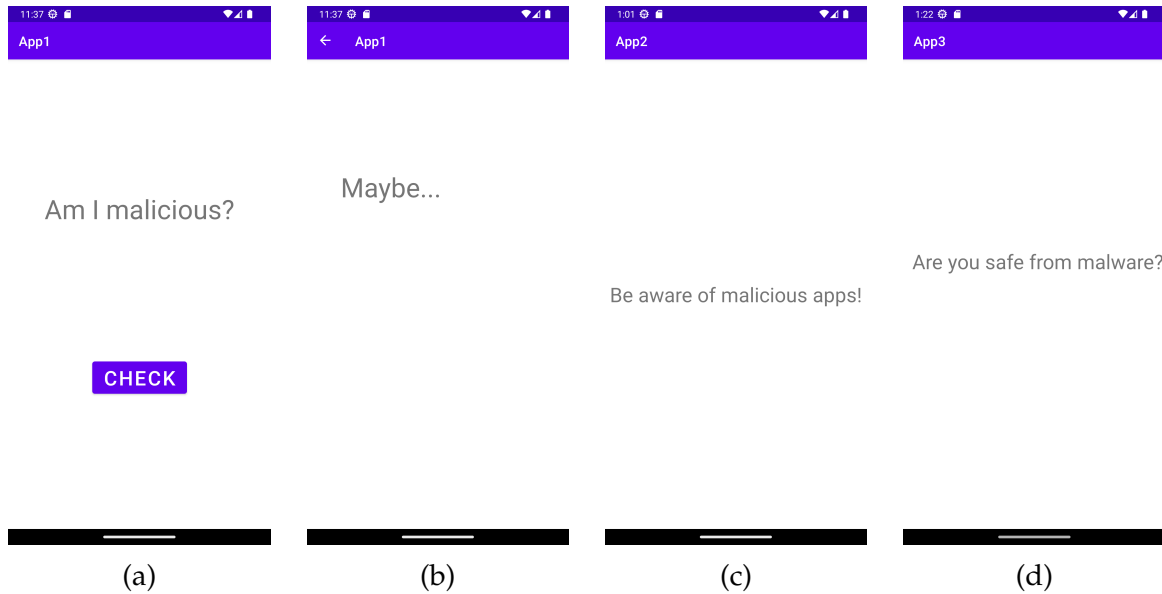 11:37
App1
Am I malicious?
CHECK
(a)
11:37
App1
Maybe...
(b)
1:01
App2
Be aware of malicious apps!
(c)
1:22
App3
Are you safe from malware?
(d)